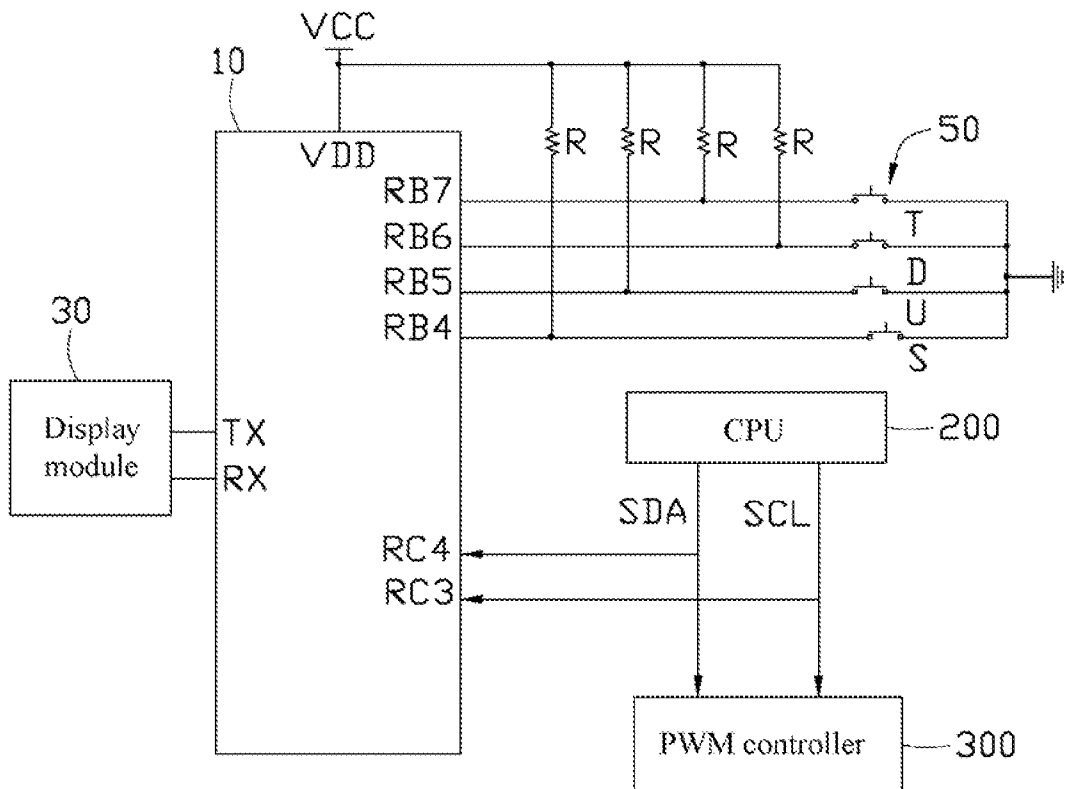 VCC
10
VDD
R R R R
50
RB7
T
RB6
D
RB5
U
RB4
S
30
Display
module
TX
RX
CPU
200
SDA SCL
RC4
RC3
PWM controller
300